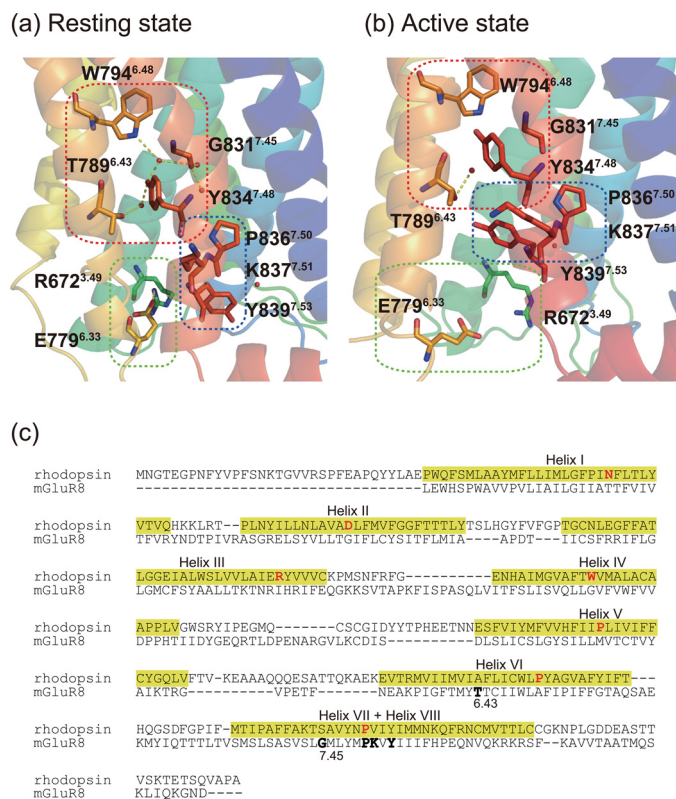 (a) Resting state
(b) Active state
W794^6.48
G831^7.45
T789^6.43
Y834^7.48
P836^7.50
R672^3.49
K837^7.51
E779^6.33
Y839^7.53
W794^6.48
G831^7.45
Y834^7.48
T789^6.43
P836^7.50
K837^7.51
Y839^7.53
E779^6.33
R672^3.49
(c)
Helix I
rhodopsin MNGTEGPNFYVPFSNKTGVVRSPFEAPQYYLAEPWQFSMLAAYMFLLIMLGFPINFLTLY
mGluR8 ---------------------------------LEWHSPWAVVPVLIAILGIIATTFVIV
Helix II
rhodopsin VTVQHKKLRT--PLNYILLNLAVADLFMVFGGFTTTLYTSLHGYFVFGPTGCNLEGFFAT
mGluR8 TFVRYNDTPIVRASGRELSYVLLTGIFLCYSITFLMIA----APDT----IICSFRRIFLG
Helix III Helix IV
rhodopsin LGGEIALWSLVVLAIERYVVVCKPMSNFRFG---------ENHAIMGVAFTWVMALACA
mGluR8 LGMCFSYAALLTKTNRIHRIFEQGKKSVTAPKFISPASQLVITFSLISVQLLGVFVWFVV
Helix V
rhodopsin APPLVGWSRYIPEGMQ------CSCGIDYYTPHEETNNESFVIYMFVVHFIIPLIVIFF
mGluR8 DPPHTIIDYGEQRTLDPENARGVLKCDIS------DLSLICSLGYSILLMVTCTVY
Helix VI
rhodopsin CYGQLVFTV-KEAAAQQQESATTQKAEKEVTRMVIIMVIAFLICWLPYAGVAFYIFT---
mGluR8 AIKTRG------VPETF------NEAKPIGFTMYTTCIIWLAFIPIFFGTAQSAE
6.43
Helix VII + Helix VIII
rhodopsin HQGSDFGPIF--MTIPAFFAKTSAVYNPVIYIMMNKQFRNCMVTTLCCGKNPLGDDEASTT
mGluR8 KMYIQTTTLTVSMSLSASVSLGMLYMPKVYIIIFHPEQNVQKRKRSF--KAVVTAATMQS
7.45
rhodopsin VSKTETSQVAPA
mGluR8 KLIQKGND----